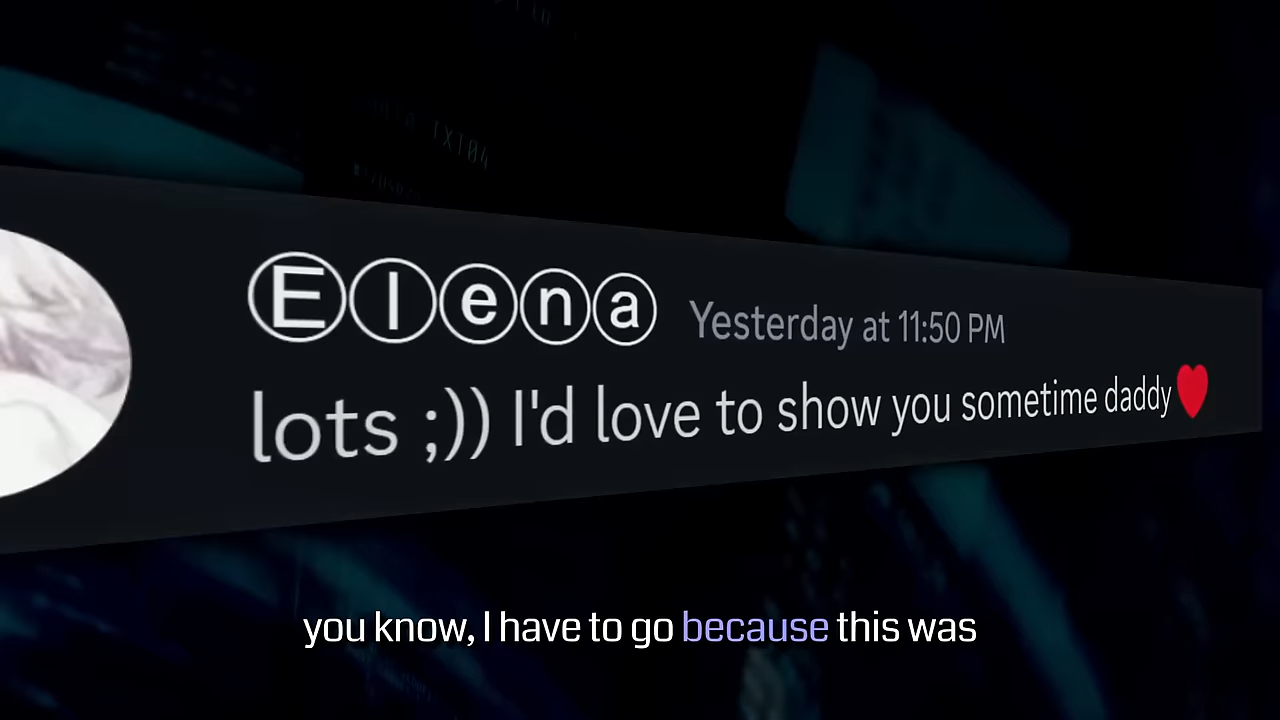 TXT04
Ⓔⓛⓔⓝⓐ Yesterday at 11:50 PM
lots ;)) I'd love to show you sometime daddy❤️
you know, I have to go because this was